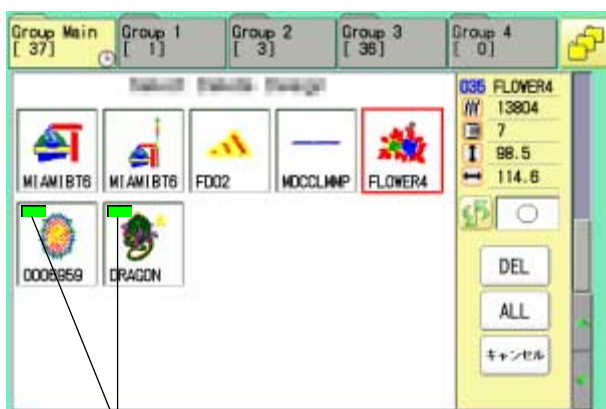 Group Main
[ 37]
Group 1
[ 1]
Group 2
[ 3]
Group 3
[ 36]
Group 4
[ 0]
035 FLOWER4
13804
7
98.5
114.6
MIAMIBT6
MIAMIBT6
FD02
MDCCLMNP
FLOWER4
0005959
DRAGON
DEL
ALL
キャンセル